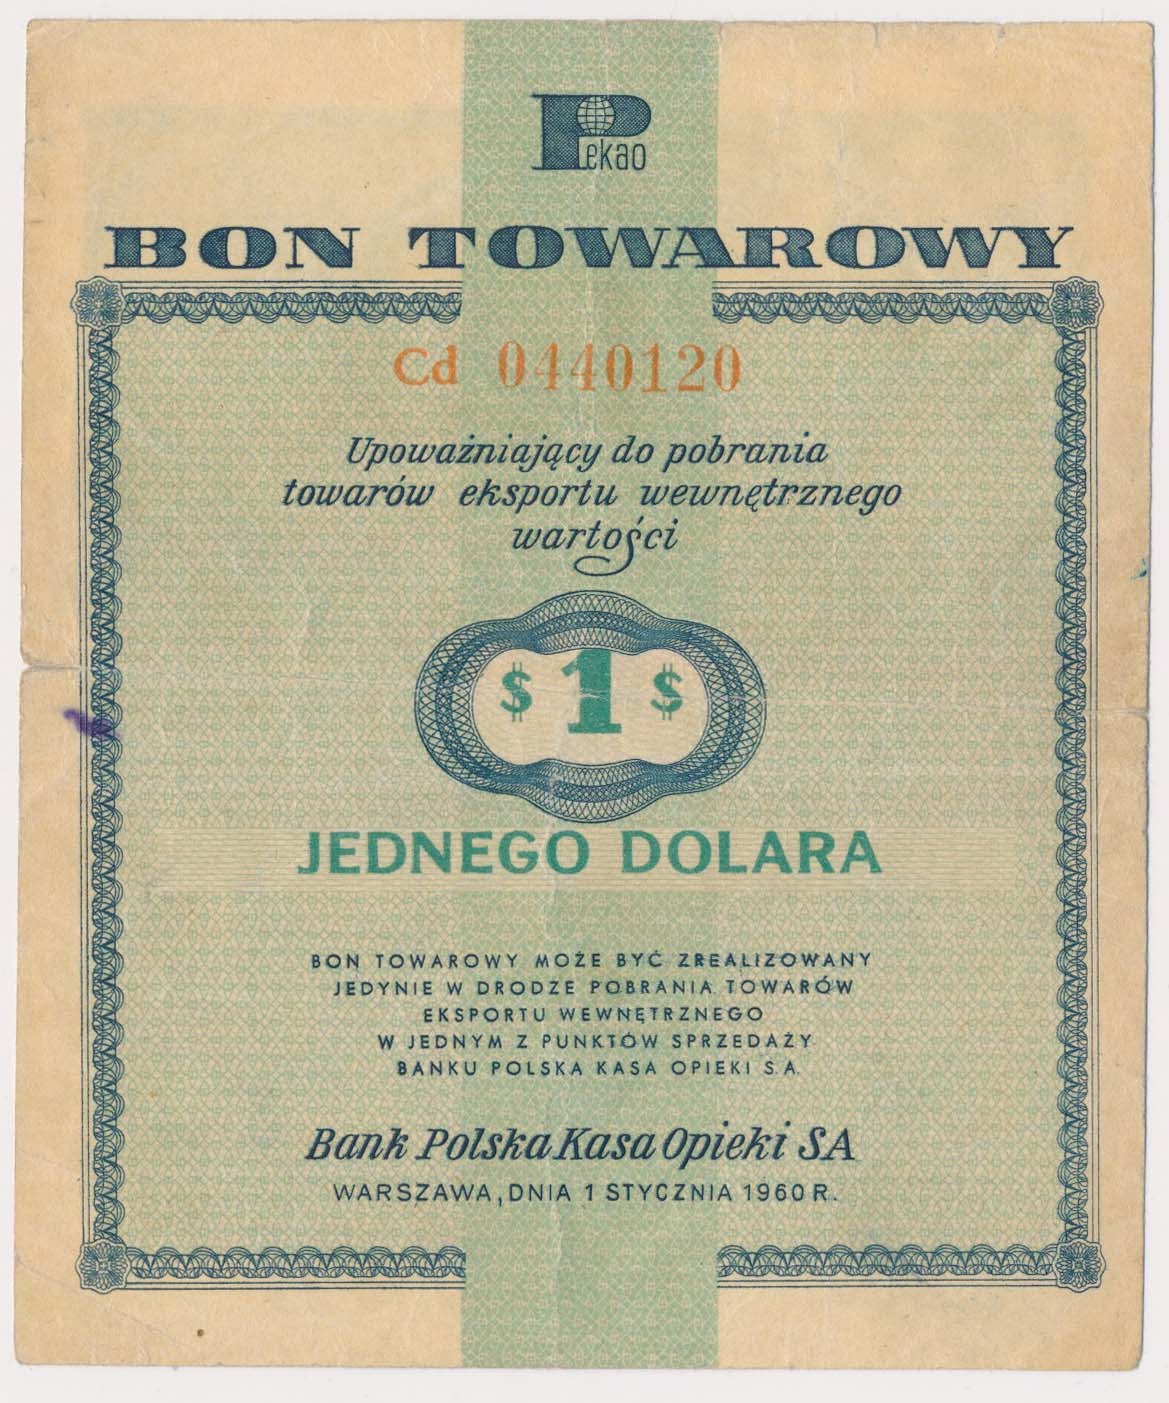 Pekao
BON TOWAROWY
Cd 0440120
Upoważniający do pobrania
towarów eksportu wewnętrznego
wartości
$ 1 $
JEDNEGO DOLARA
BON TOWAROWY MOŻE BYĆ ZREALIZOWANY
JEDYNIE W DRODZE POBRANIA TOWARÓW
EKSPORTU WEWNĘTRZNEGO
W JEDNYM Z PUNKTÓW SPRZEDAŻY
BANKU POLSKA KASA OPIEKI S.A.
Bank Polska Kasa Opieki SA
WARSZAWA, DNIA 1 STYCZNIA 1960 R.